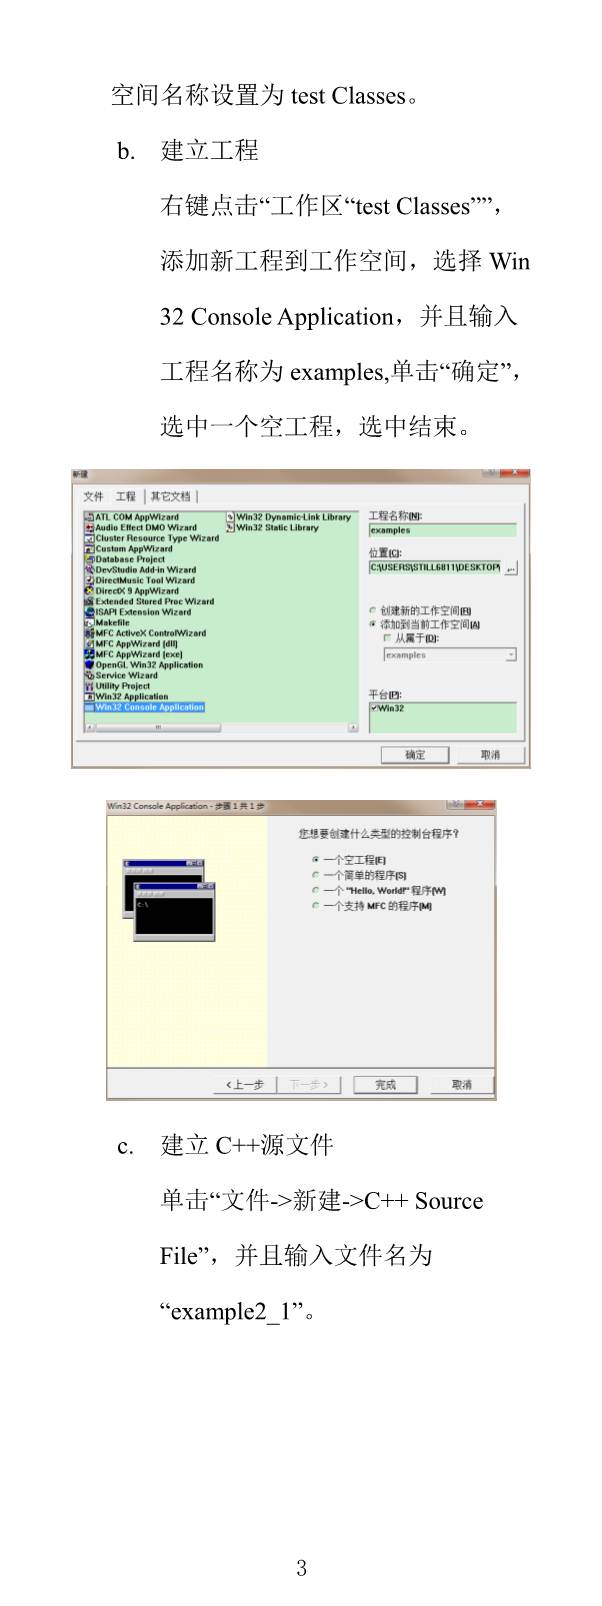 空间名称设置为 test Classes。
b. 建立工程
右键点击“工作区“test Classes””，
添加新工程到工作空间，选择 Win
32 Console Application，并且输入
工程名称为 examples,单击“确定”，
选中一个空工程，选中结束。
新建
文件 工程 其它文档
ATL COM AppWizard
Audio Effect DMO Wizard
Cluster Resource Type Wizard
Custom AppWizard
Database Project
DevStudio Add-in Wizard
DirectMusic Tool Wizard
DirectX 9 AppWizard
Extended Stored Proc Wizard
ISAPI Extension Wizard
Makefile
MFC ActiveX ControlWizard
MFC AppWizard (dll)
MFC AppWizard (exe)
OpenGL Win32 Application
Service Wizard
Utility Project
Win32 Application
Win32 Console Application
Win32 Dynamic-Link Library
Win32 Static Library
工程名称[N]:
examples
位置[C]:
C:\USERS\STILL6811\DESKTOP\
...
创建新的工作空间[R]
添加到当前工作空间[A]
从属于[D]:
examples
平台[P]:
Win32
确定 取消
Win32 Console Application - 步骤 1 共 1 步
您想要创建什么类型的控制台程序？
一个空工程[E]
一个简单的程序[S]
一个 "Hello, World!" 程序[W]
一个支持 MFC 的程序[M]
C:\
<上一步 下一步> 完成 取消
c. 建立 C++源文件
单击“文件->新建->C++ Source
File”，并且输入文件名为
“example2_1”。
3